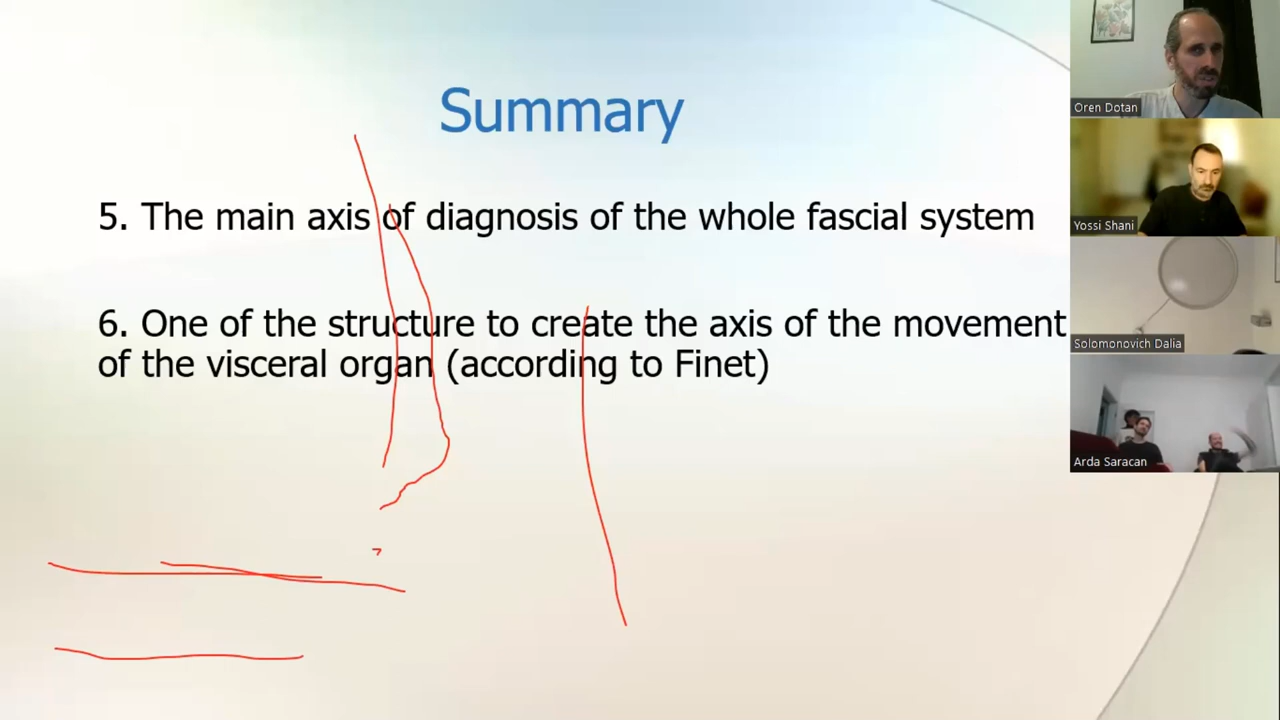 Summary
5. The main axis of diagnosis of the whole fascial system
6. One of the structure to create the axis of the movement
of the visceral organ (according to Finet)
Oren Dotan
Yossi Shani
Solomonovich Dalia
Arda Saracan